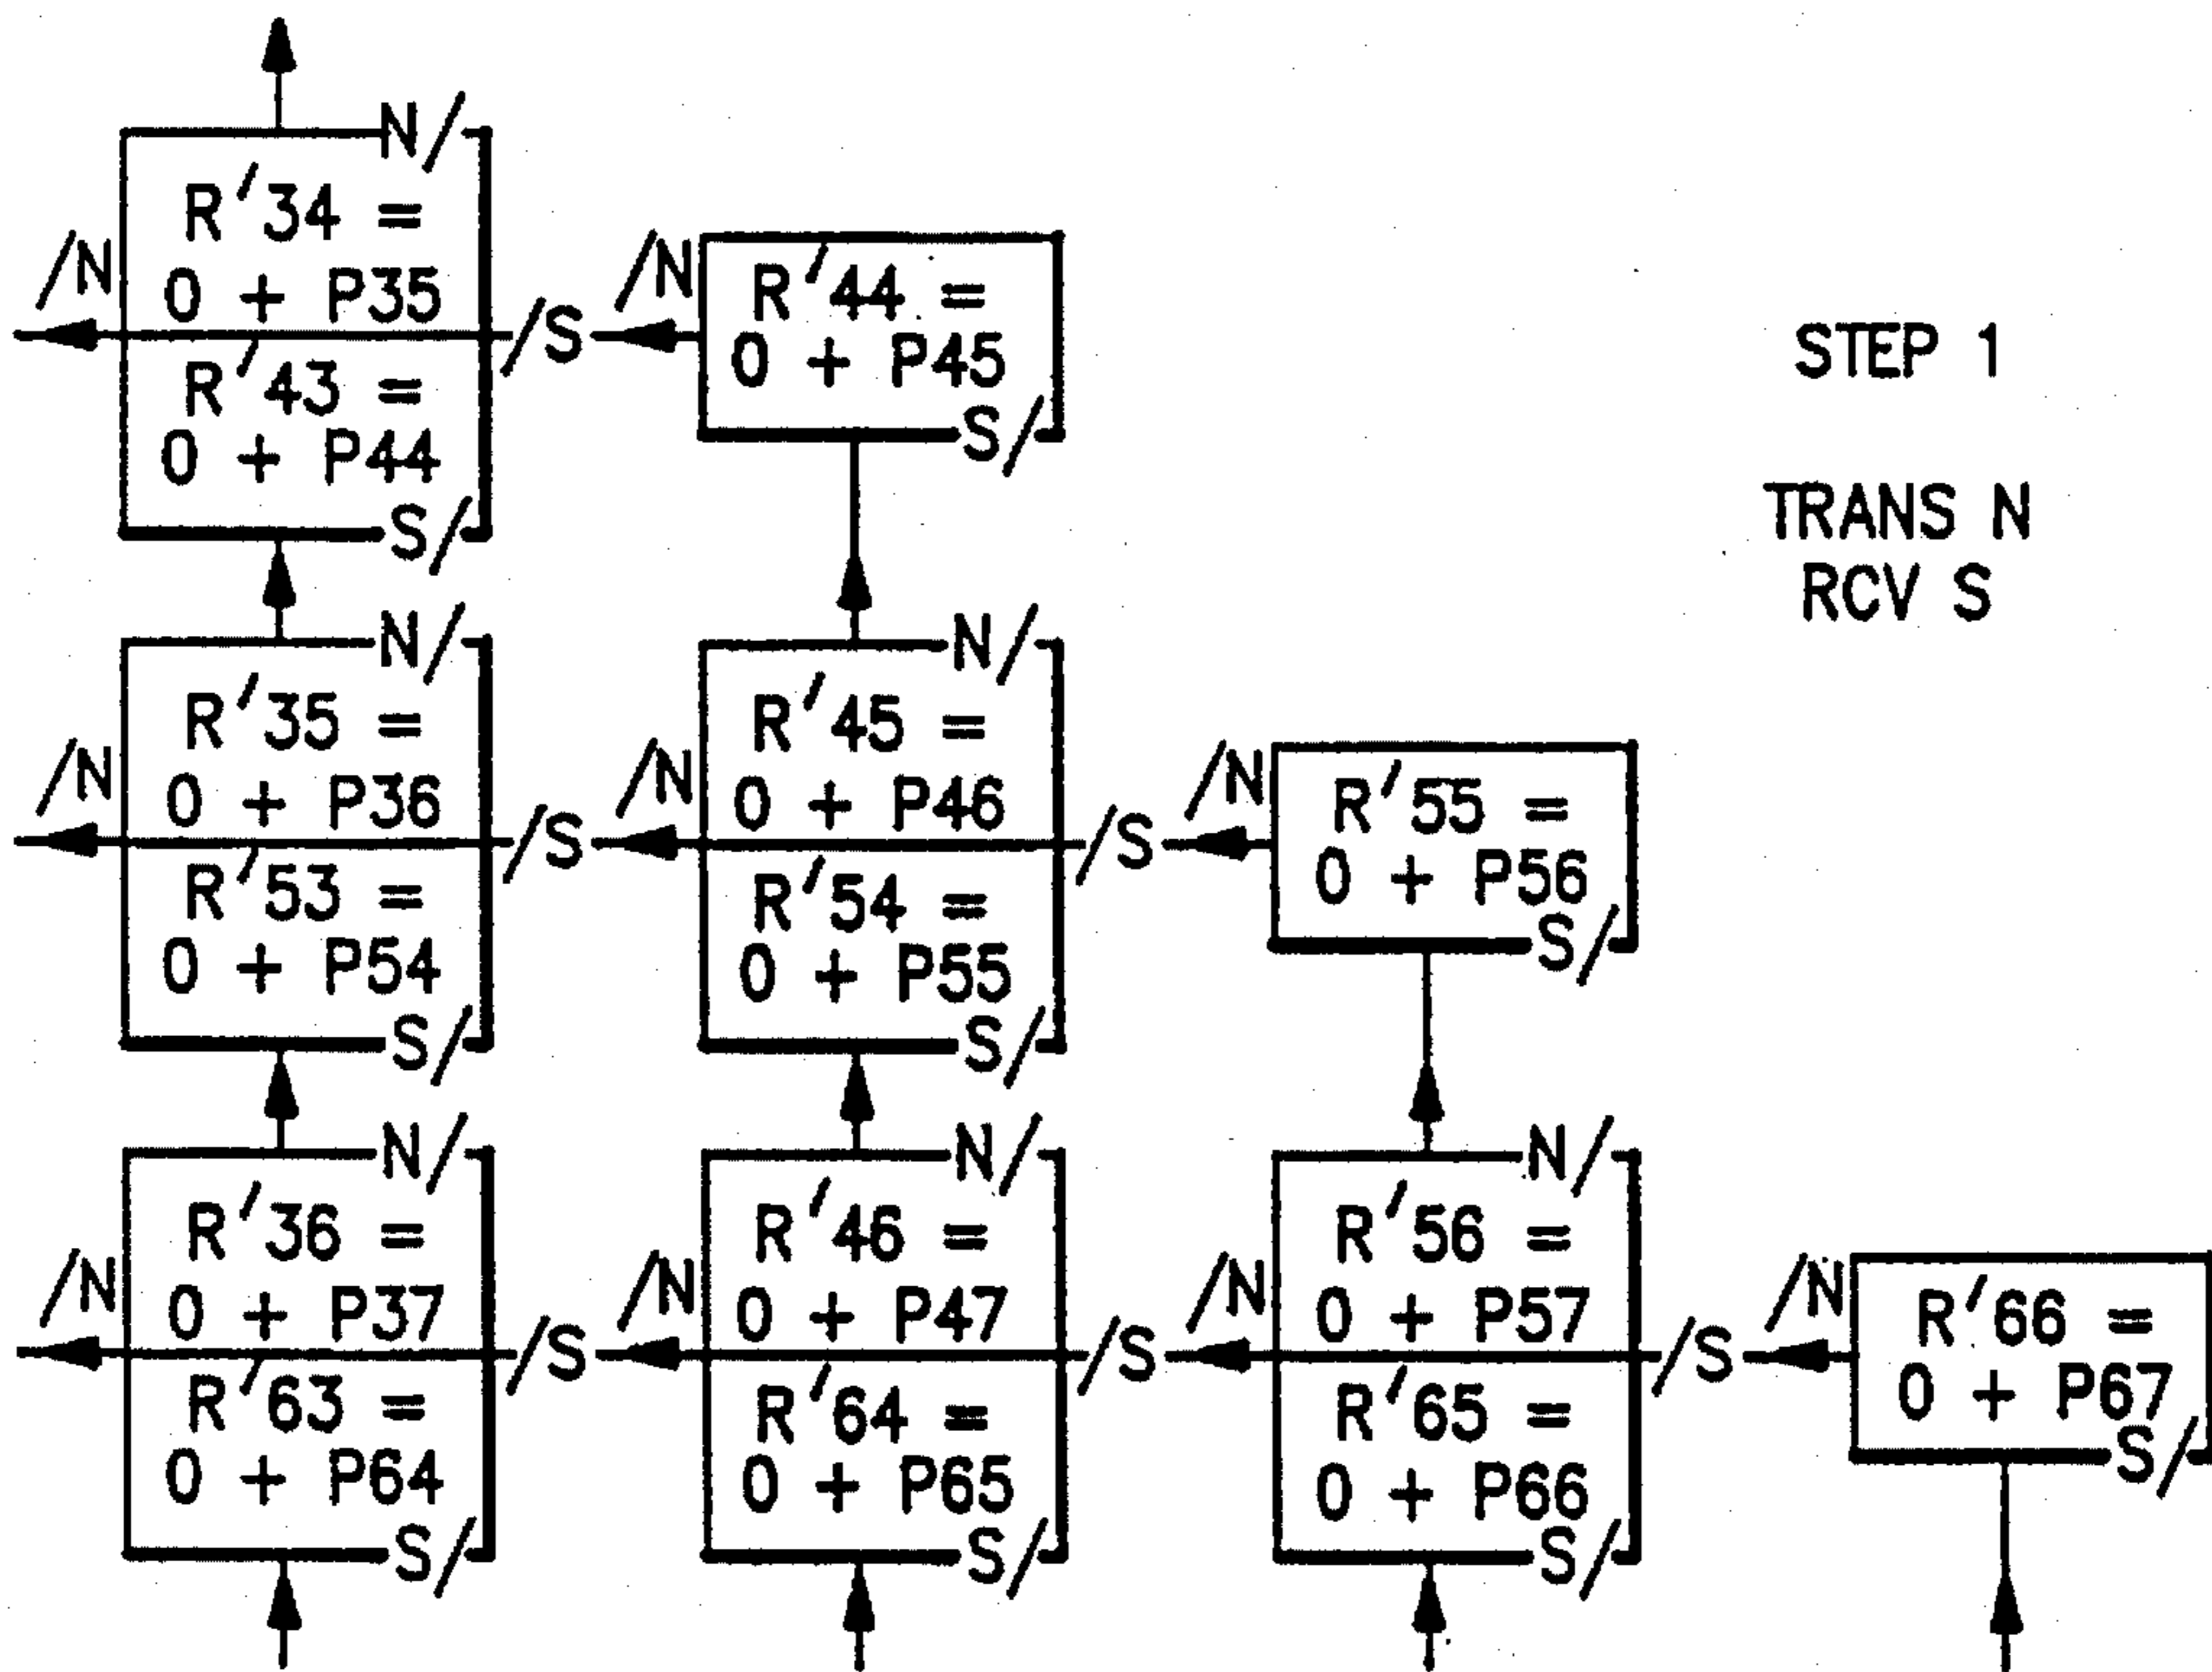 N/
R'34 =
/N
0 + P35
/S
R'43 =
0 + P44
S/
/N
R'44 =
0 + P45
S/
STEP 1
TRANS N
RCV S
N/
R'35 =
/N
0 + P36
/S
R'53 =
0 + P54
S/
N/
R'45 =
/N
0 + P46
/S
R'54 =
0 + P55
S/
/N
R'55 =
0 + P56
S/
N/
R'36 =
/N
0 + P37
/S
R'63 =
0 + P64
S/
N/
R'46 =
/N
0 + P47
/S
R'64 =
0 + P65
S/
N/
R'56 =
/N
0 + P57
/S
R'65 =
0 + P66
S/
/N
R'66 =
0 + P67
S/